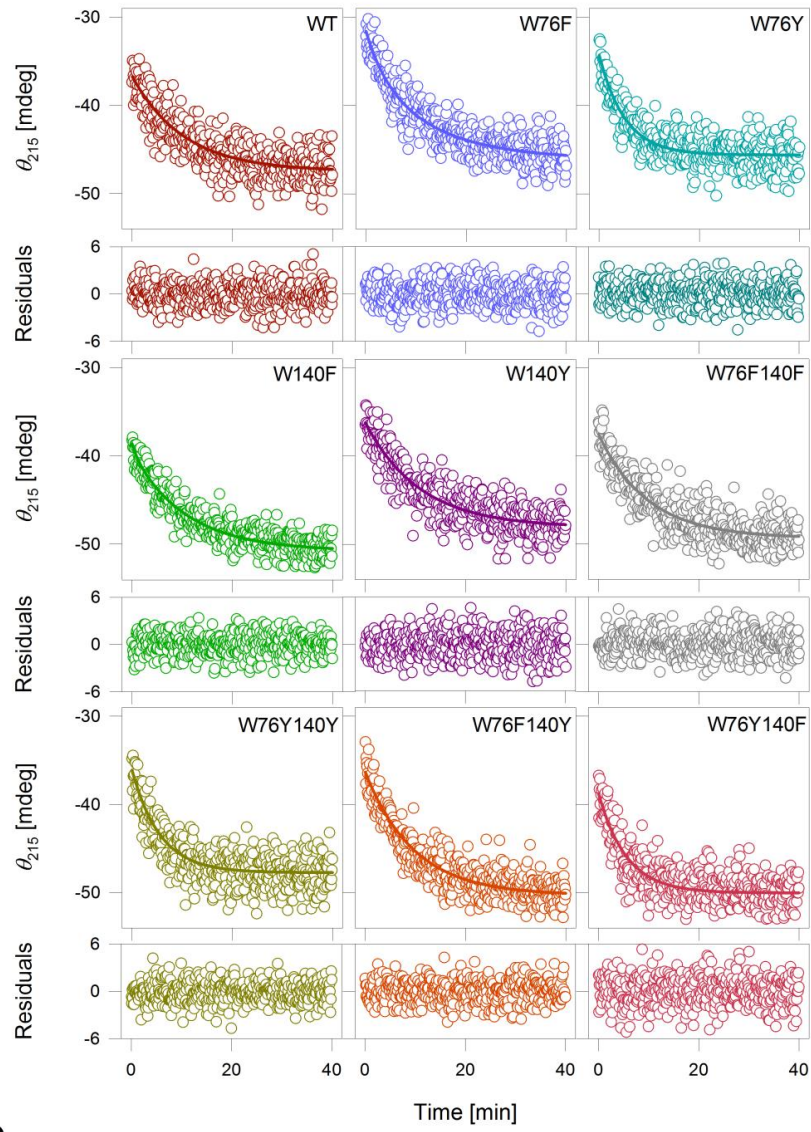 -30
WT
W76F
W76Y
θ215 [mdeg]
-40
-50
Residuals
6
0
-6
-30
W140F
W140Y
W76F140F
θ215 [mdeg]
-40
-50
Residuals
6
0
-6
-30
W76Y140Y
W76F140Y
W76Y140F
θ215 [mdeg]
-40
-50
Residuals
6
0
-6
0 20 40 0 20 40 0 20 40
Time [min]